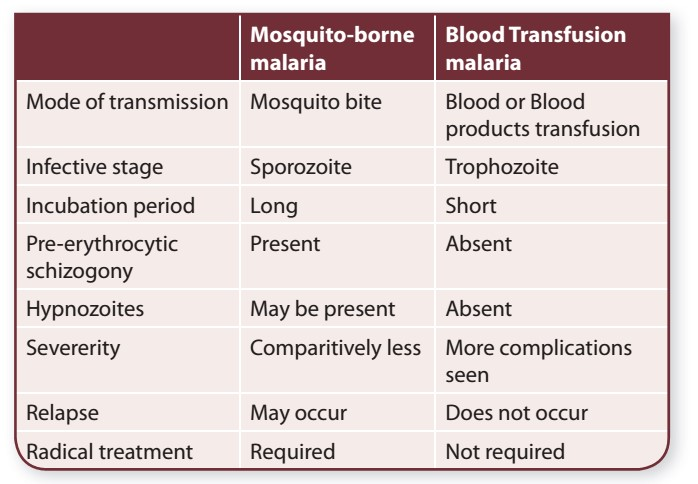 Mosquito-borne malaria
Blood Transfusion malaria
Mode of transmission Mosquito bite Blood or Blood products transfusion
Infective stage Sporozoite Trophozoite
Incubation period Long Short
Pre-erythrocytic schizogony Present Absent
Hypnozoites May be present Absent
Severerity Comparitively less More complications seen
Relapse May occur Does not occur
Radical treatment Required Not required